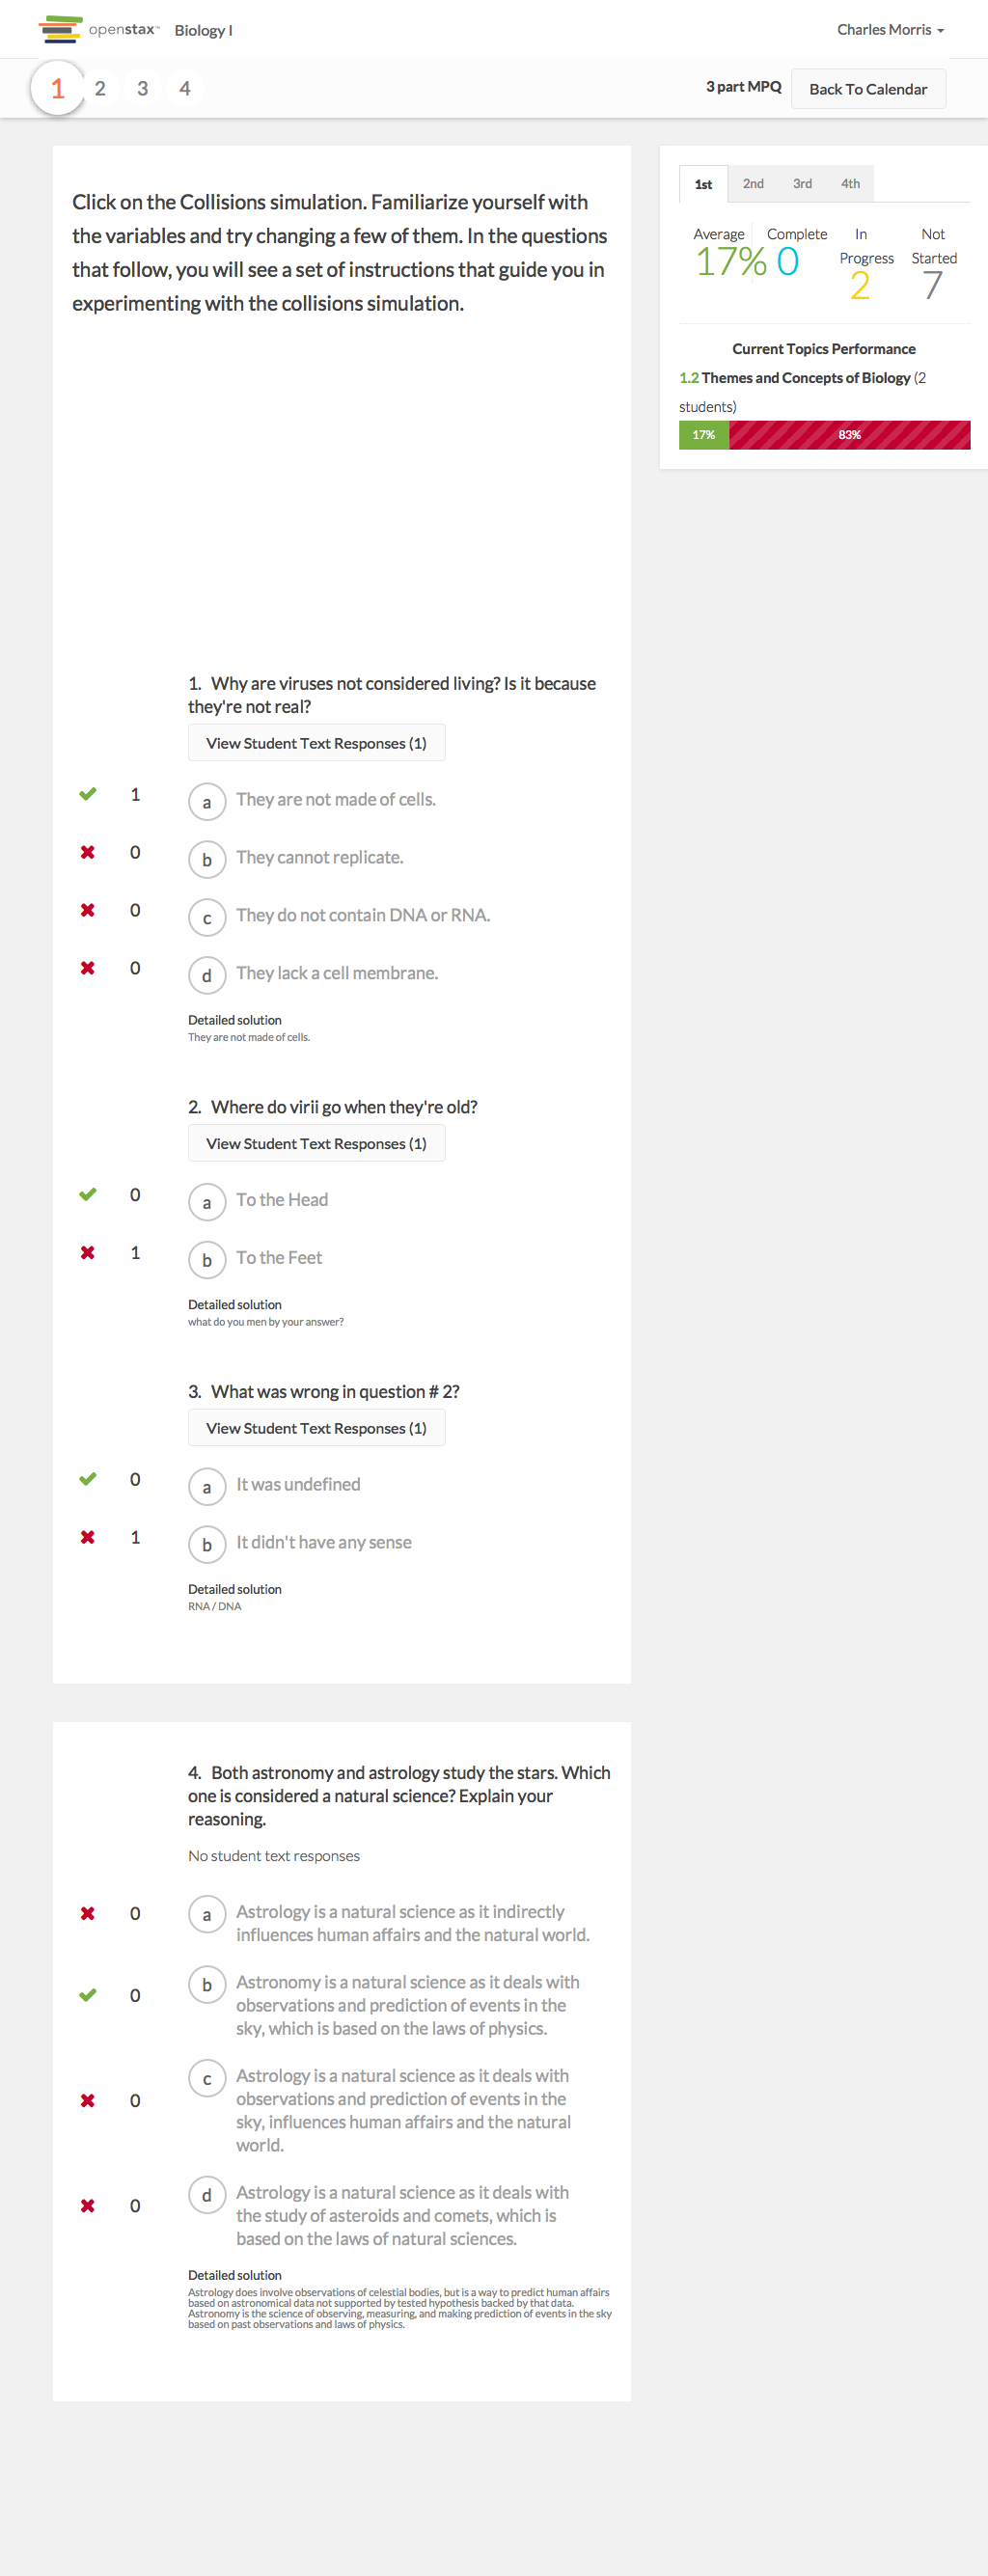 openstax™ Biology I
Charles Morris
1 2 3 4
3 part MPQ
Back To Calendar
Click on the Collisions simulation. Familiarize yourself with
the variables and try changing a few of them. In the questions
that follow, you will see a set of instructions that guide you in
experimenting with the collisions simulation.
1st 2nd 3rd 4th
Average Complete In Not
Progress Started
17% 0 2 7
Current Topics Performance
1.2 Themes and Concepts of Biology (2
students)
17% 83%
1. Why are viruses not considered living? Is it because
they're not real?
View Student Text Responses (1)
1 a They are not made of cells.
0 b They cannot replicate.
0 c They do not contain DNA or RNA.
0 d They lack a cell membrane.
Detailed solution
They are not made of cells.
2. Where do virii go when they're old?
View Student Text Responses (1)
0 a To the Head
1 b To the Feet
Detailed solution
what do you men by your answer?
3. What was wrong in question # 2?
View Student Text Responses (1)
0 a It was undefined
1 b It didn't have any sense
Detailed solution
RNA / DNA
4. Both astronomy and astrology study the stars. Which
one is considered a natural science? Explain your
reasoning.
No student text responses
0 a Astrology is a natural science as it indirectly
influences human affairs and the natural world.
0 b Astronomy is a natural science as it deals with
observations and prediction of events in the
sky, which is based on the laws of physics.
0 c Astrology is a natural science as it deals with
observations and prediction of events in the
sky, influences human affairs and the natural
world.
0 d Astrology is a natural science as it deals with
the study of asteroids and comets, which is
based on the laws of natural sciences.
Detailed solution
Astrology does involve observations of celestial bodies, but is a way to predict human affairs
based on astronomical data not supported by tested hypothesis backed by that data.
Astronomy is the science of observing, measuring, and making prediction of events in the sky
based on past observations and laws of physics.